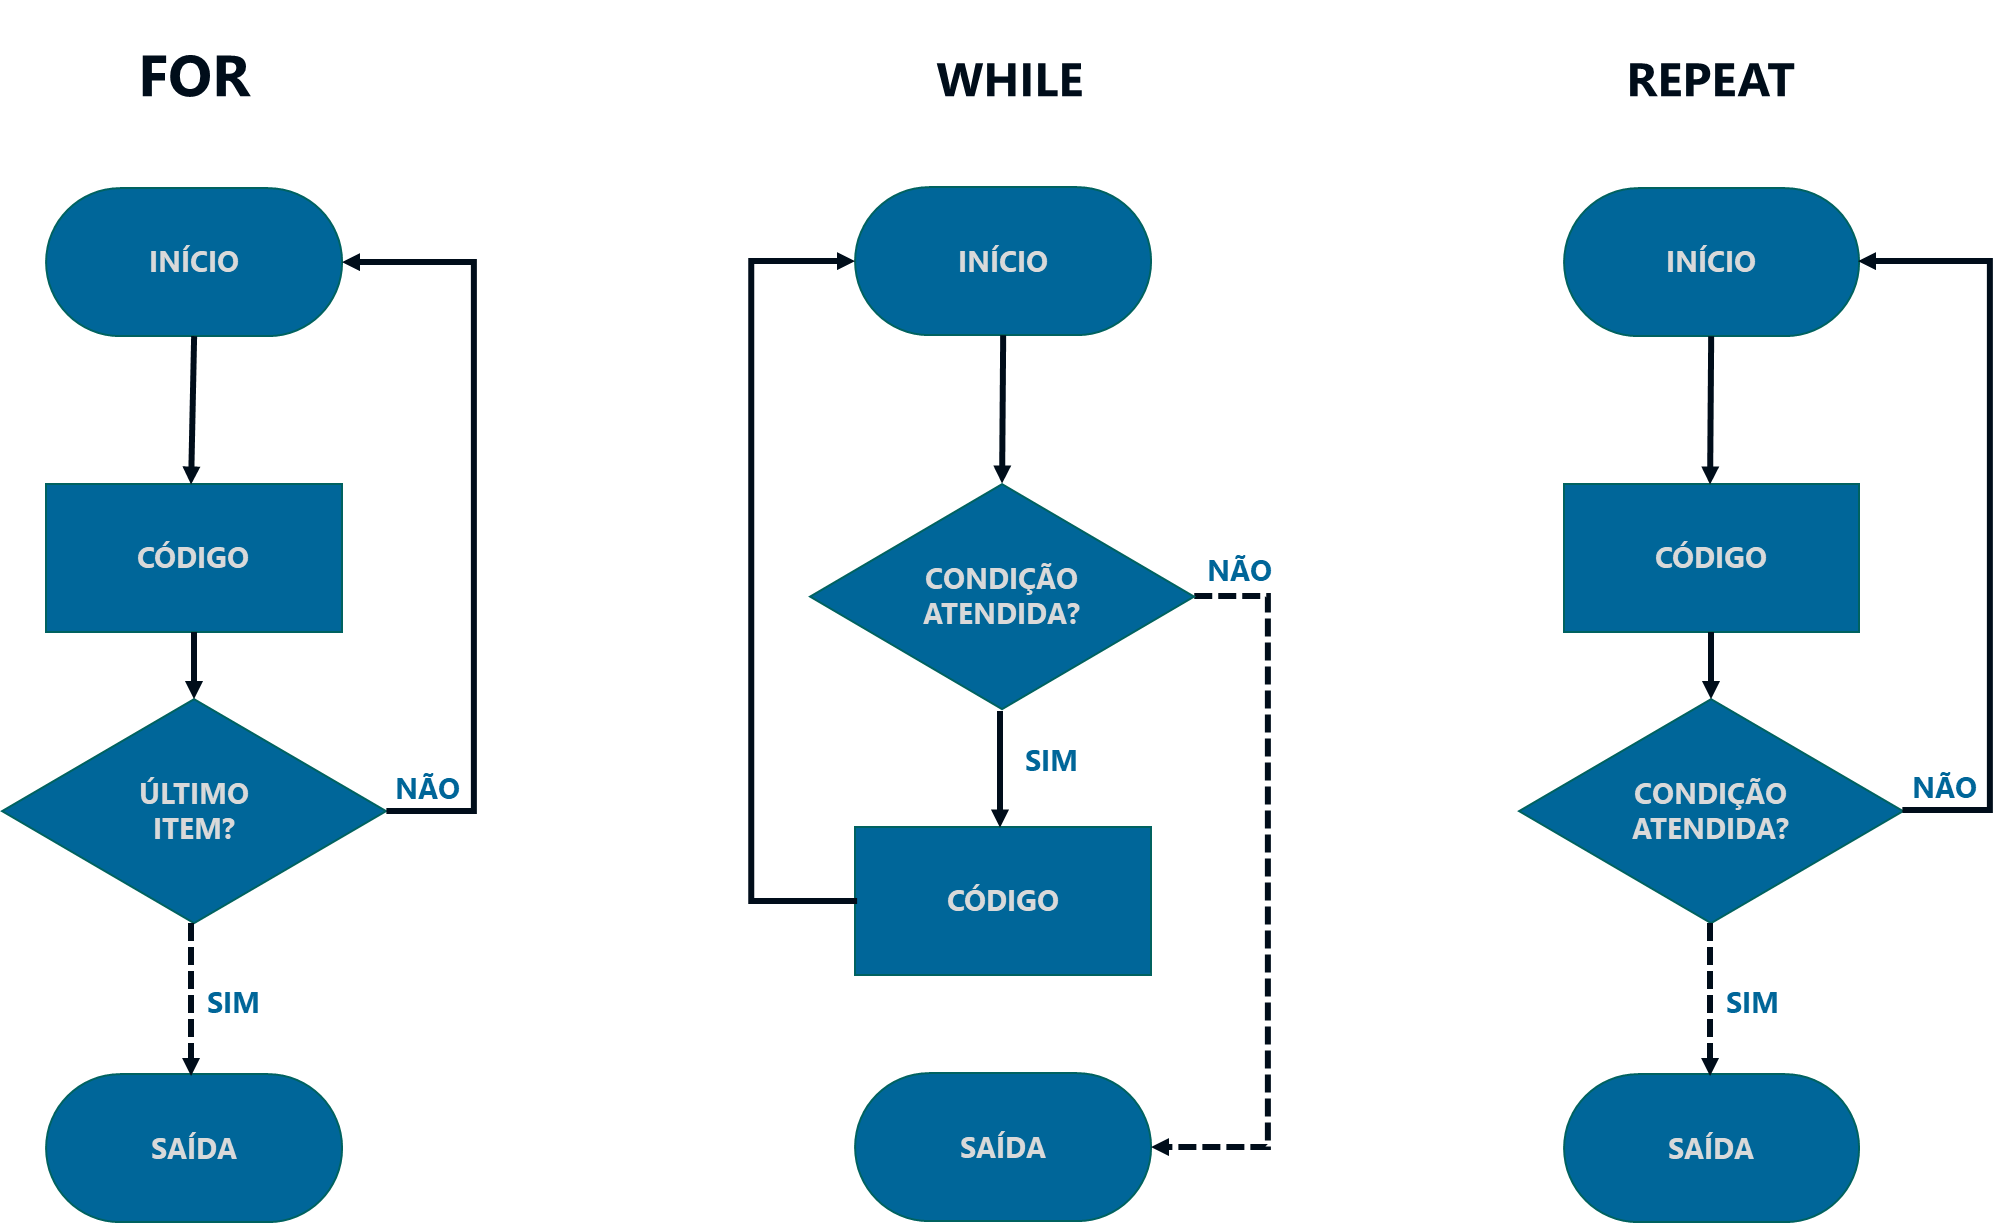 FOR
INÍCIO
CÓDIGO
ÚLTIMO
ITEM?
NÃO
SIM
SAÍDA
WHILE
INÍCIO
CONDIÇÃO
ATENDIDA?
NÃO
SIM
CÓDIGO
SAÍDA
REPEAT
INÍCIO
CÓDIGO
CONDIÇÃO
ATENDIDA?
NÃO
SIM
SAÍDA